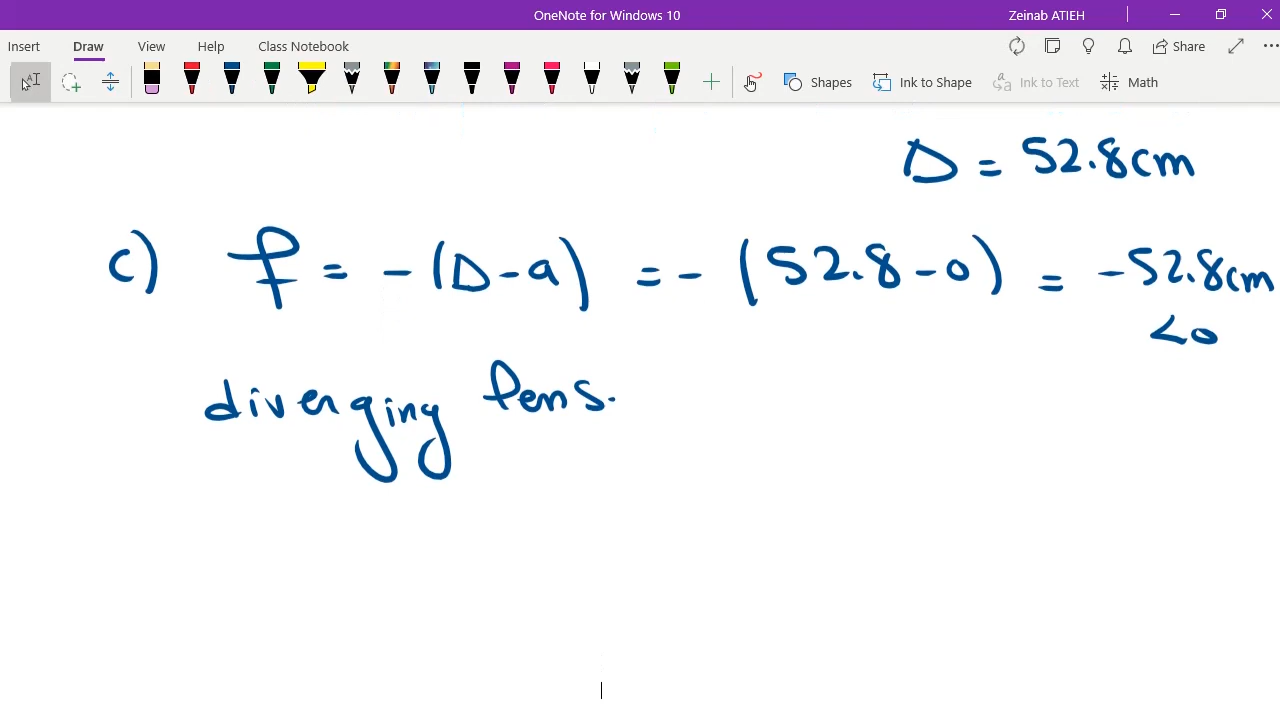 OneNote for Windows 10
Zeinab ATIEH
Insert Draw View Help Class Notebook Share
Shapes Ink to Shape Ink to Text Math
D = 52.8cm
c) f = -(D-a) = -(52.8-0) = -52.8cm
<0
diverging lens.